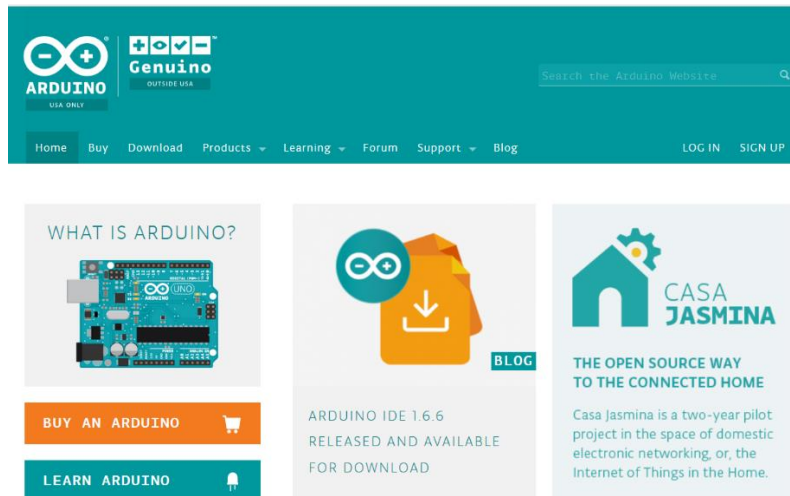 ARDUINO
USA ONLY
Genuino
OUTSIDE USA
Search the Arduino Website
Home Buy Download Products Learning Forum Support Blog LOG IN SIGN UP
WHAT IS ARDUINO?
UNO
ARDUINO
BUY AN ARDUINO
LEARN ARDUINO
BLOG
ARDUINO IDE 1.6.6
RELEASED AND AVAILABLE
FOR DOWNLOAD
CASA
JASMINA
THE OPEN SOURCE WAY
TO THE CONNECTED HOME
Casa Jasmina is a two-year pilot
project in the space of domestic
electronic networking, or, the
Internet of Things in the Home.